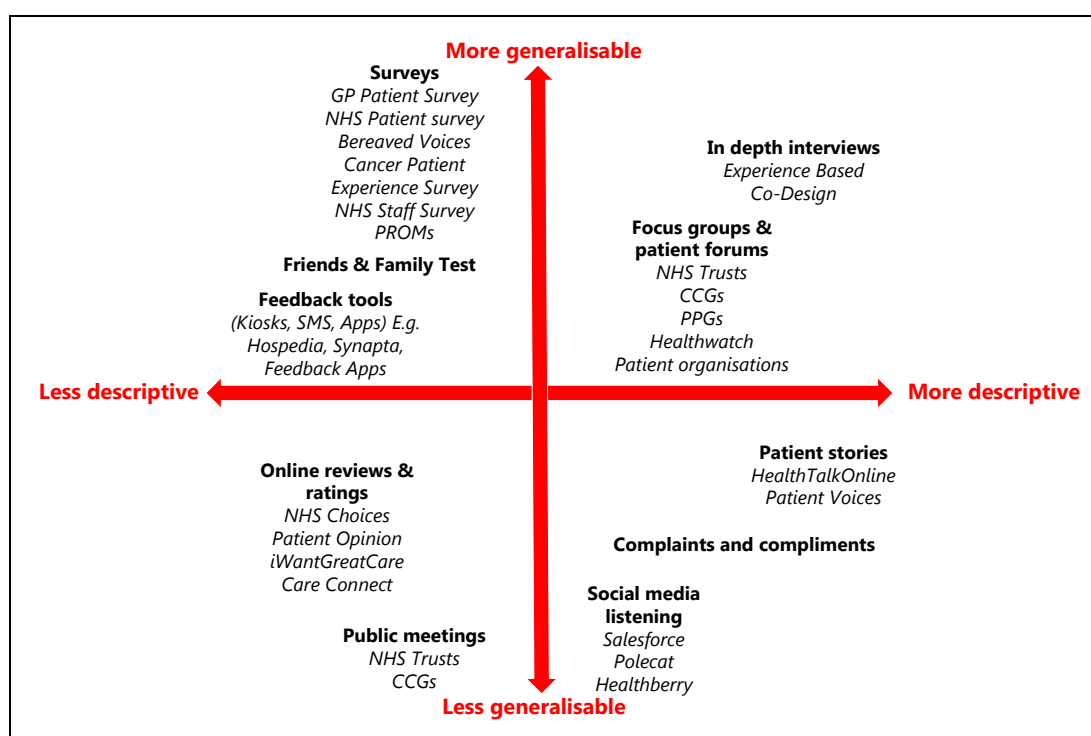 More generalisable
Surveys
GP Patient Survey
NHS Patient survey
Bereaved Voices
Cancer Patient
Experience Survey
NHS Staff Survey
PROMs
Friends & Family Test
Feedback tools
(Kiosks, SMS, Apps) E.g.
Hospedia, Synapta,
Feedback Apps
In depth interviews
Experience Based
Co-Design
Focus groups &
patient forums
NHS Trusts
CCGs
PPGs
Healthwatch
Patient organisations
Less descriptive
More descriptive
Online reviews &
ratings
NHS Choices
Patient Opinion
iWantGreatCare
Care Connect
Public meetings
NHS Trusts
CCGs
Patient stories
HealthTalkOnline
Patient Voices
Complaints and compliments
Social media
listening
Salesforce
Polecat
Healthberry
Less generalisable